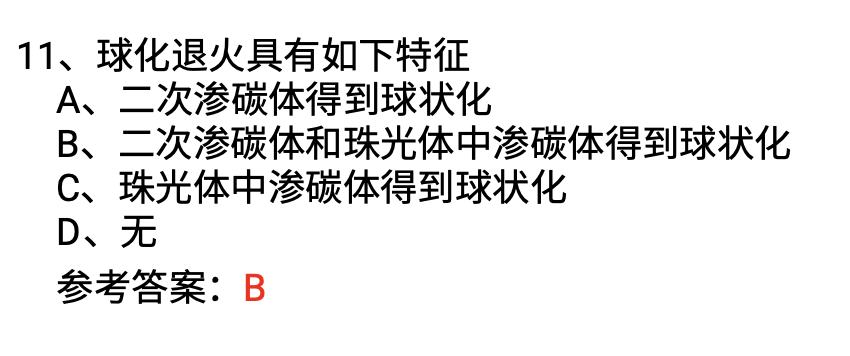 11、球化退火具有如下特征
A、二次渗碳体得到球状化
B、二次渗碳体和珠光体中渗碳体得到球状化
C、珠光体中渗碳体得到球状化
D、无
参考答案：B